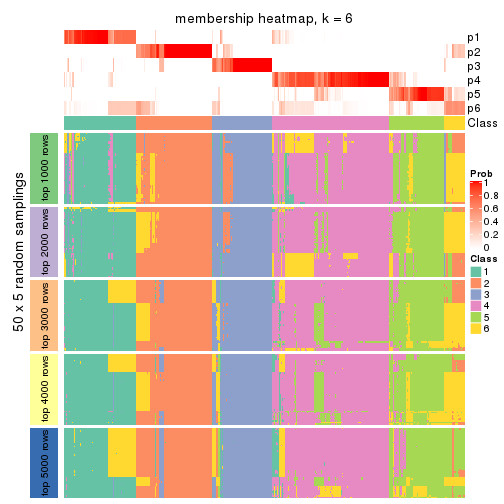 membership heatmap, k = 6
p1
p2
p3
p4
p5
p6
Class
50 x 5 random samplings
top 1000 rows
top 2000 rows
top 3000 rows
top 4000 rows
top 5000 rows
Prob
1
0.8
0.6
0.4
0.2
0
Class
1
2
3
4
5
6